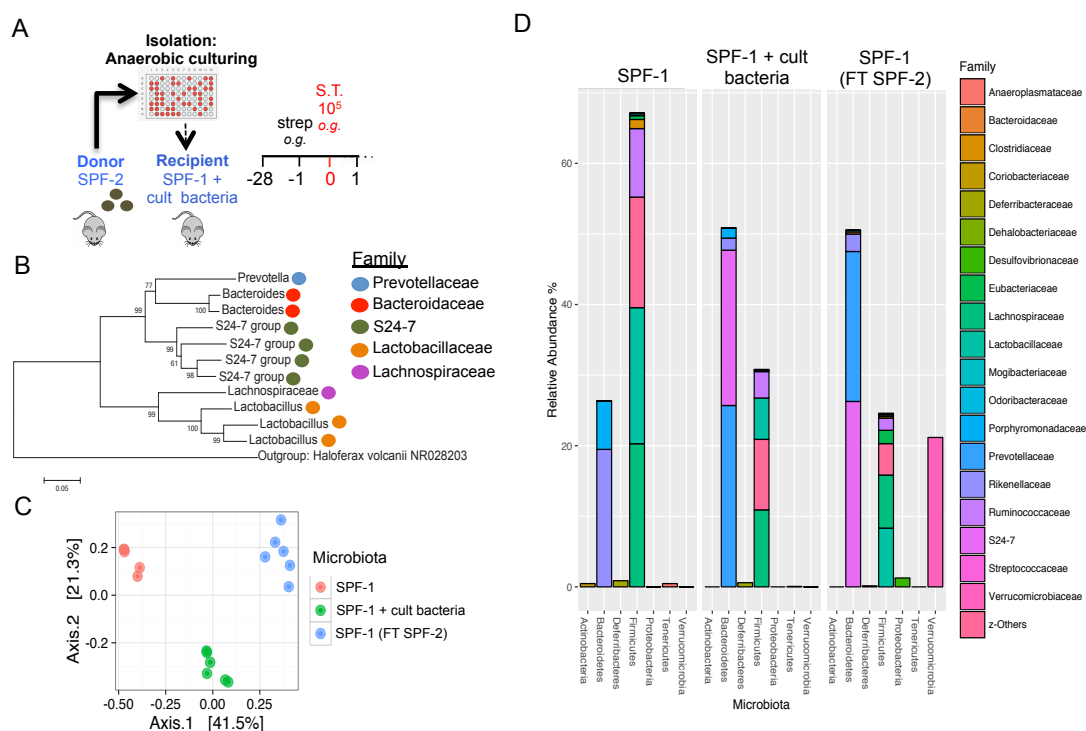 A
Isolation:
Anaerobic culturing
Donor
SPF-2
Recipient
SPF-1 +
cult bacteria
strep
o.g.
S.T.
10⁵
o.g.
-28 -1 0 1
B
Prevotella
Bacteroides
Bacteroides
S24-7 group
S24-7 group
S24-7 group
S24-7 group
Lachnospiraceae
Lactobacillus
Lactobacillus
Lactobacillus
Outgroup: Haloferax volcanii NR028203
77
99
100
99
61
98
99
100
99
0.05
Family
Prevotellaceae
Bacteroidaceae
S24-7
Lactobacillaceae
Lachnospiraceae
C
Axis.2 [21.3%]
0.2
0.0
-0.2
-0.50 -0.25 0.00 0.25
Axis.1 [41.5%]
Microbiota
SPF-1
SPF-1 + cult bacteria
SPF-1 (FT SPF-2)
D
SPF-1
SPF-1 + cult
bacteria
SPF-1
(FT SPF-2)
Relative Abundance %
60
40
20
0
Actinobacteria
Bacteroidetes
Deferribacteres
Firmicutes
Proteobacteria
Tenericutes
Verrucomicrobia
Actinobacteria
Bacteroidetes
Deferribacteres
Firmicutes
Proteobacteria
Tenericutes
Verrucomicrobia
Actinobacteria
Bacteroidetes
Deferribacteres
Firmicutes
Proteobacteria
Tenericutes
Verrucomicrobia
Microbiota
Family
Anaeroplasmataceae
Bacteroidaceae
Clostridiaceae
Coriobacteriaceae
Deferribacteraceae
Dehalobacteriaceae
Desulfovibrionaceae
Eubacteriaceae
Lachnospiraceae
Lactobacillaceae
Mogibacteriaceae
Odoribacteraceae
Porphyromonadaceae
Prevotellaceae
Rikenellaceae
Ruminococcaceae
S24-7
Streptococcaceae
Verrucomicrobiaceae
z-Others